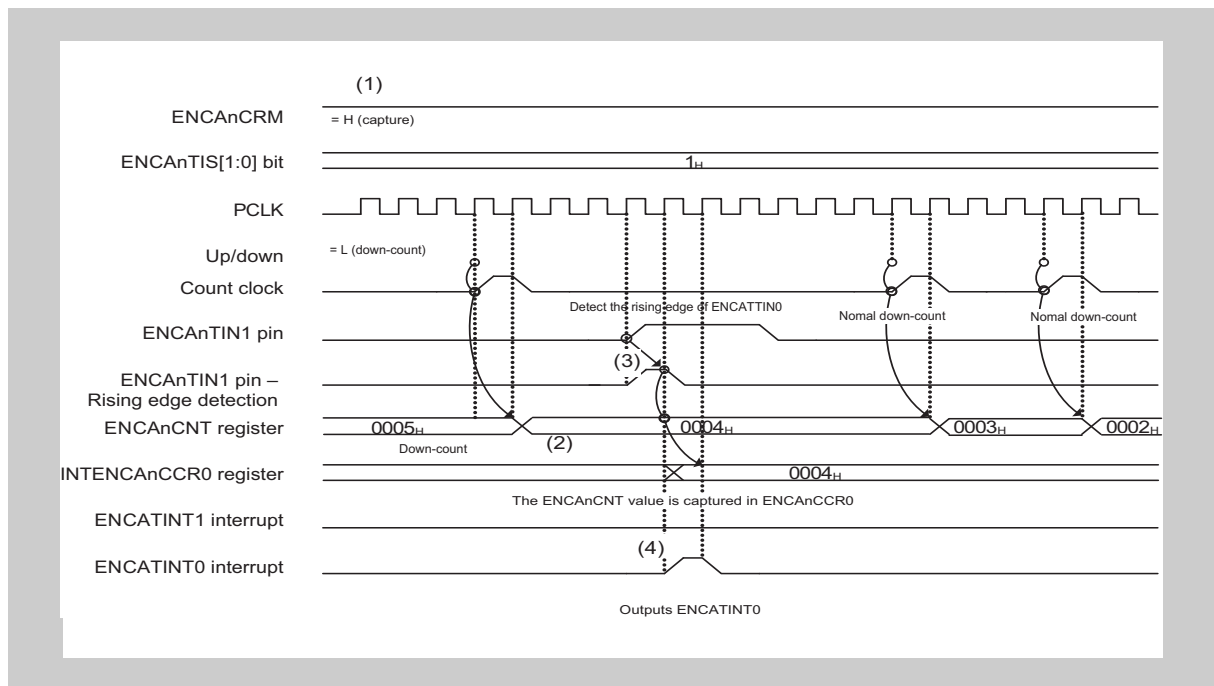 (1)
ENCAnCRM
= H (capture)
ENCAnTIS[1:0] bit
1H
PCLK
Up/down
= L (down-count)
Count clock
Detect the rising edge of ENCATTIN0
Nomal down-count
Nomal down-count
ENCAnTIN1 pin
(3)
ENCAnTIN1 pin –
Rising edge detection
ENCAnCNT register
0005H
0004H
0003H
0002H
Down-count
(2)
INTENCAnCCR0 register
0004H
The ENCAnCNT value is captured in ENCAnCCR0
ENCATINT1 interrupt
(4)
ENCATINT0 interrupt
Outputs ENCATINT0